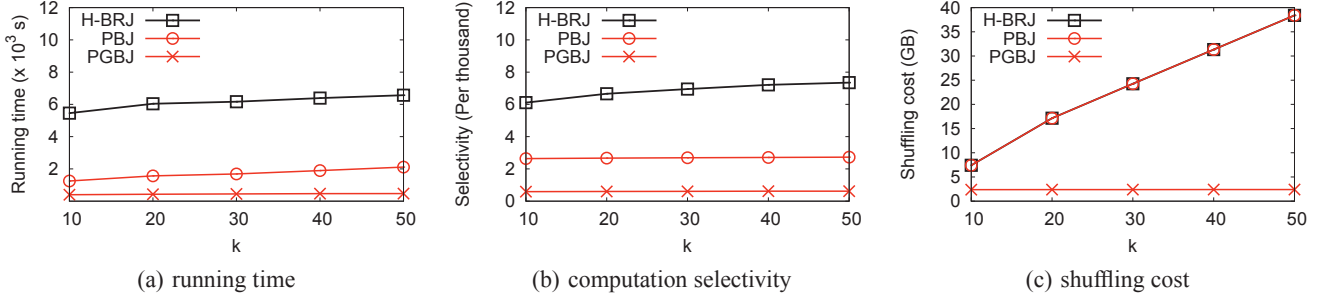 Running time (x 10³ s)
12
10
8
6
4
2
H-BRJ
PBJ
PGBJ
10 20 30 40 50
k
(a) running time
Selectivity (Per thousand)
12
10
8
6
4
2
0
H-BRJ
PBJ
PGBJ
10 20 30 40 50
k
(b) computation selectivity
Shuffling cost (GB)
40
35
30
25
20
15
10
5
0
H-BRJ
PBJ
PGBJ
10 20 30 40 50
k
(c) shuffling cost